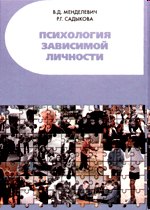 В.Д. МЕНДЕЛЕВИЧ
Р.Г. САДЫКОВА
ПСИХОЛОГИЯ
ЗАВИСИМОЙ
ЛИЧНОСТИ